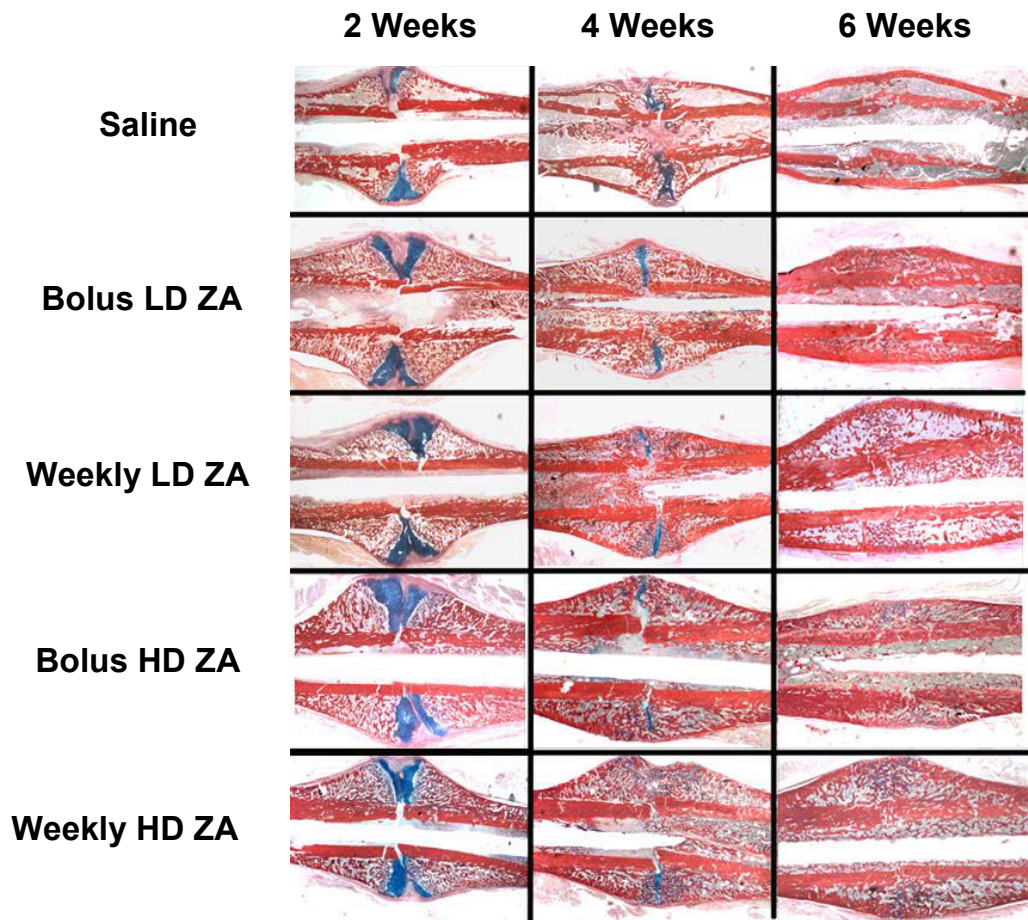 2 Weeks 4 Weeks 6 Weeks
Saline
Bolus LD ZA
Weekly LD ZA
Bolus HD ZA
Weekly HD ZA